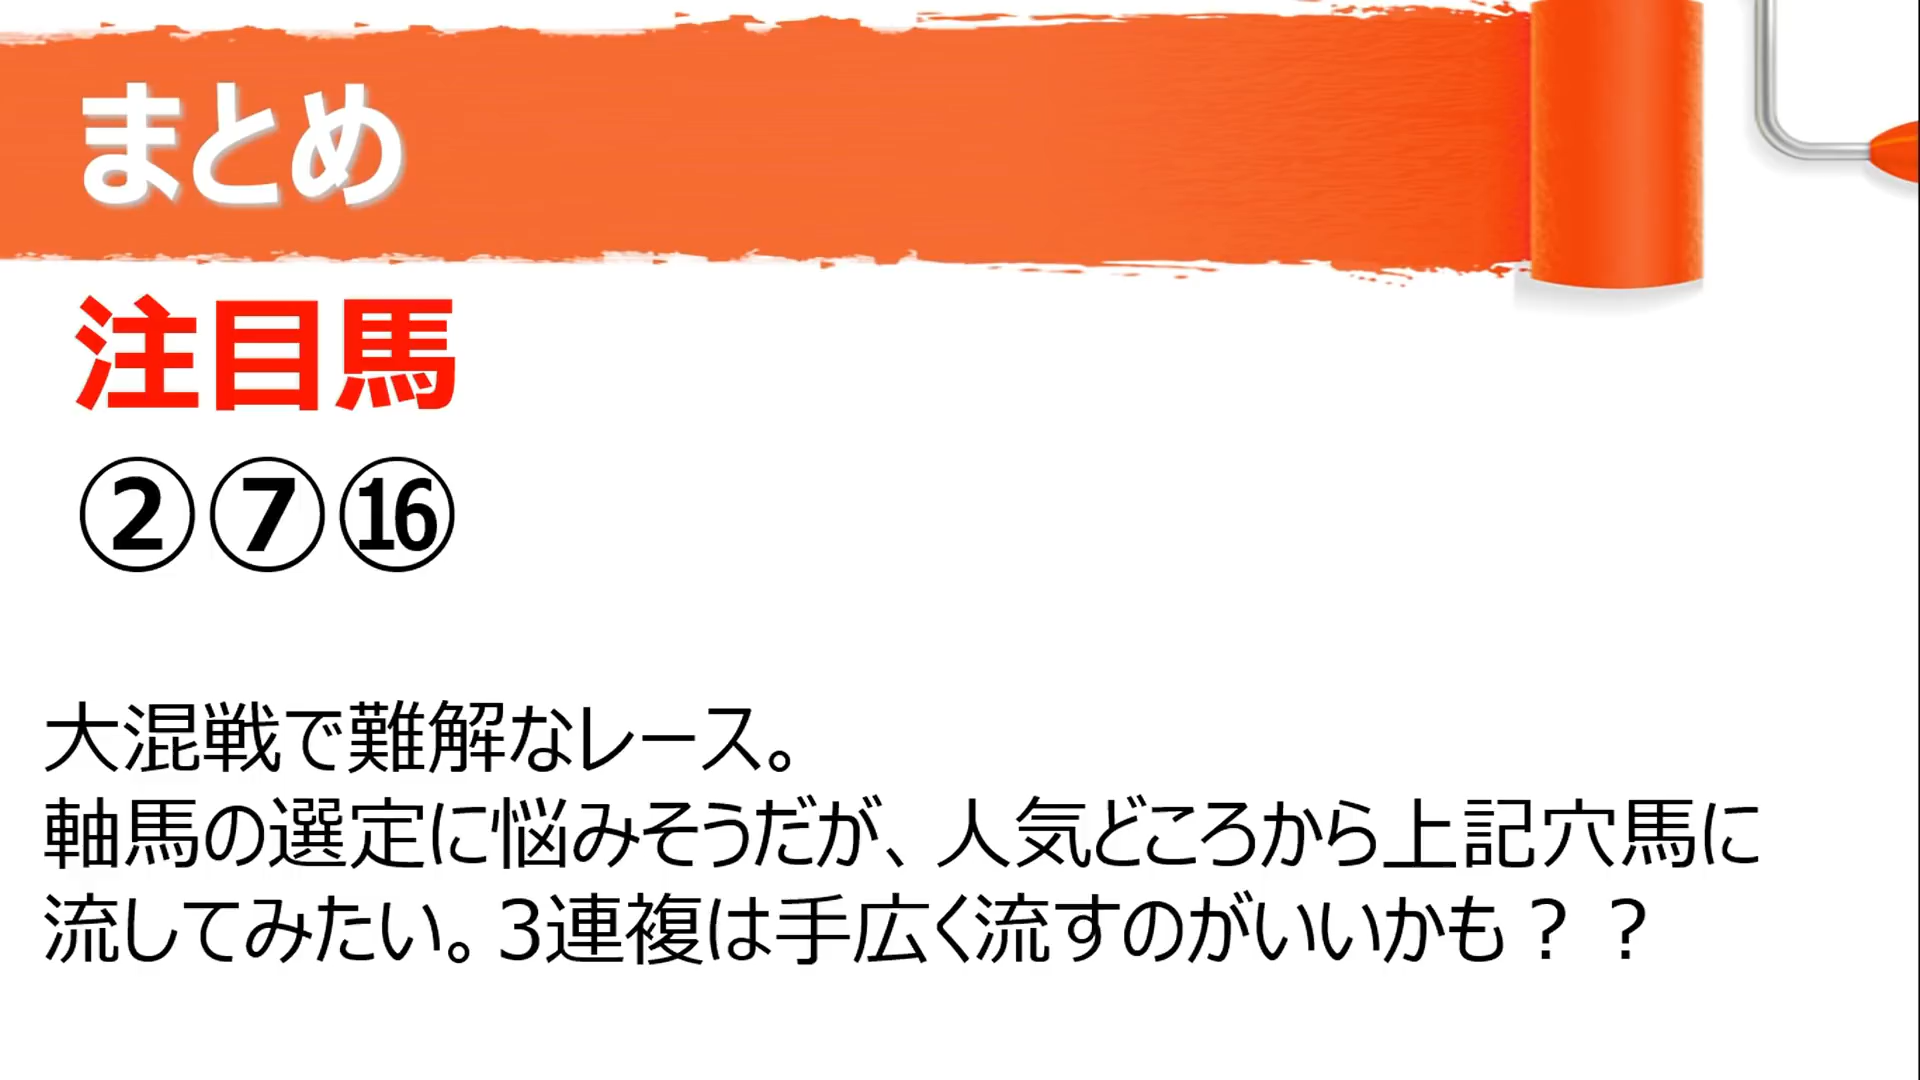 まとめ
注目馬
②⑦⑯
大混戦で難解なレース。
軸馬の選定に悩みそうだが、人気どころから上記穴馬に
流してみたい。3連複は手広く流すのがいいかも？？